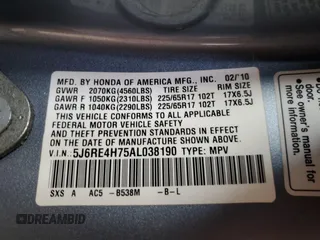 MFD. BY HONDA OF AMERICA MFG., INC. 02/'10
GVWR 2070KG(4560LBS) TIRE SIZE RIM SIZE
GAWR F 1050KG(2310LBS) 225/65R17 102T 17X6.5J
GAWR R 1040KG(2290LBS) 225/65R17 102T 17X6.5J
THIS VEHICLE CONFORMS TO ALL APPLICABLE
FEDERAL MOTOR VEHICLE SAFETY
AND THEFT PREVENTION STANDARDS IN EFFECT
ON THE DATE OF MANUFACTURE SHOWN ABOVE.
V.I.N: 5J6RE4H75AL038190 TYPE: MPV
SXS A AC5 -B538M -B-L
door.
See owner's
manual for
DREAMBID